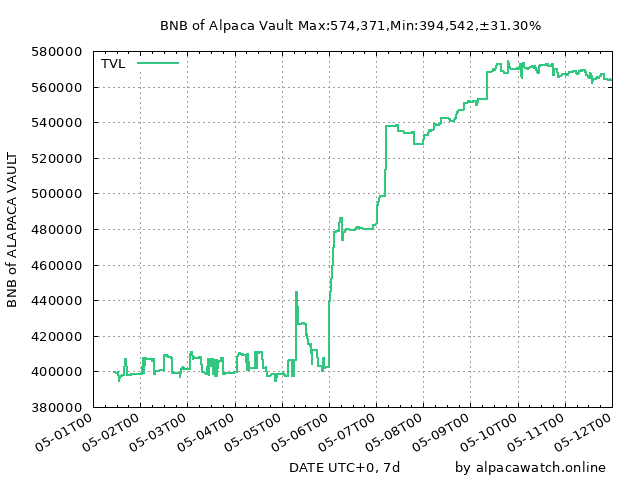 BNB of Alpaca Vault Max:574,371,Min:394,542,±31.30%
TVL
580000
560000
540000
520000
500000
480000
460000
440000
420000
400000
380000
BNB of ALAPACA VAULT
05-01T00
05-02T00
05-03T00
05-04T00
05-05T00
05-06T00
05-07T00
05-08T00
05-09T00
05-10T00
05-11T00
05-12T00
DATE UTC+0, 7d
by alpacawatch.online